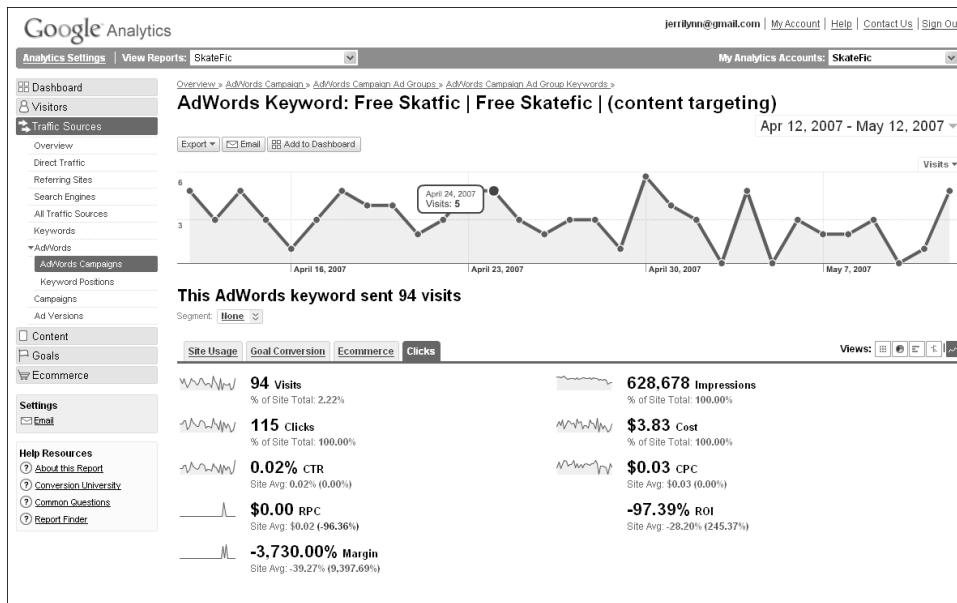 Google Analytics
jerrilynn@gmail.com | My Account | Help | Contact Us | Sign Ou
Analytics Settings | View Reports: SkateFic
My Analytics Accounts: SkateFic
Dashboard
Visitors
Traffic Sources
Overview
Direct Traffic
Referring Sites
Search Engines
All Traffic Sources
Keywords
AdWords
AdWords Campaigns
Keyword Positions
Campaigns
Ad Versions
Content
Goals
Ecommerce
Settings
Email
Help Resources
About this Report
Conversion University
Common Questions
Report Finder
Overview » AdWords Campaign » AdWords Campaign Ad Groups » AdWords Campaign Ad Group Keywords »
AdWords Keyword: Free Skatfic | Free Skatefic | (content targeting)
Apr 12, 2007 - May 12, 2007
Export Email Add to Dashboard
Visits
6
3
April 24, 2007
Visits: 5
April 16, 2007 April 23, 2007 April 30, 2007 May 7, 2007
This AdWords keyword sent 94 visits
Segment: None
Site Usage Goal Conversion Ecommerce Clicks
Views:
94 Visits
% of Site Total: 2.22%
628,678 Impressions
% of Site Total: 100.00%
115 Clicks
% of Site Total: 100.00%
$3.83 Cost
% of Site Total: 100.00%
0.02% CTR
Site Avg: 0.02% (0.00%)
$0.03 CPC
Site Avg: $0.03 (0.00%)
$0.00 RPC
Site Avg: $0.02 (-96.36%)
-97.39% ROI
Site Avg: -28.20% (245.37%)
-3,730.00% Margin
Site Avg: -39.27% (9,397.69%)